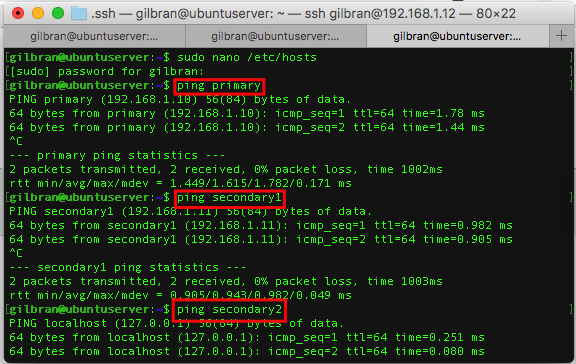 .ssh — gilbran@ubuntuserver: ~ — ssh gilbran@192.168.1.12 — 80×22
gilbran@ubuntuserver:... gilbran@ubuntuserver:... gilbran@ubuntuserver:... +
[gilbran@ubuntuserver:~$ sudo nano /etc/hosts
[[sudo] password for gilbran:
[gilbran@ubuntuserver:~$ ping primary
PING primary (192.168.1.10) 56(84) bytes of data.
64 bytes from primary (192.168.1.10): icmp_seq=1 ttl=64 time=1.78 ms
64 bytes from primary (192.168.1.10): icmp_seq=2 ttl=64 time=1.44 ms
^C
--- primary ping statistics ---
2 packets transmitted, 2 received, 0% packet loss, time 1002ms
rtt min/avg/max/mdev = 1.449/1.615/1.782/0.171 ms
[gilbran@ubuntuserver:~$ ping secondary1
PING secondary1 (192.168.1.11) 56(84) bytes of data.
64 bytes from secondary1 (192.168.1.11): icmp_seq=1 ttl=64 time=0.982 ms
64 bytes from secondary1 (192.168.1.11): icmp_seq=2 ttl=64 time=0.905 ms
^C
--- secondary1 ping statistics ---
2 packets transmitted, 2 received, 0% packet loss, time 1003ms
rtt min/avg/max/mdev = 0.905/0.943/0.982/0.049 ms
[gilbran@ubuntuserver:~$ ping secondary2
PING localhost (127.0.0.1) 56(84) bytes of data.
64 bytes from localhost (127.0.0.1): icmp_seq=1 ttl=64 time=0.251 ms
64 bytes from localhost (127.0.0.1): icmp_seq=2 ttl=64 time=0.080 ms